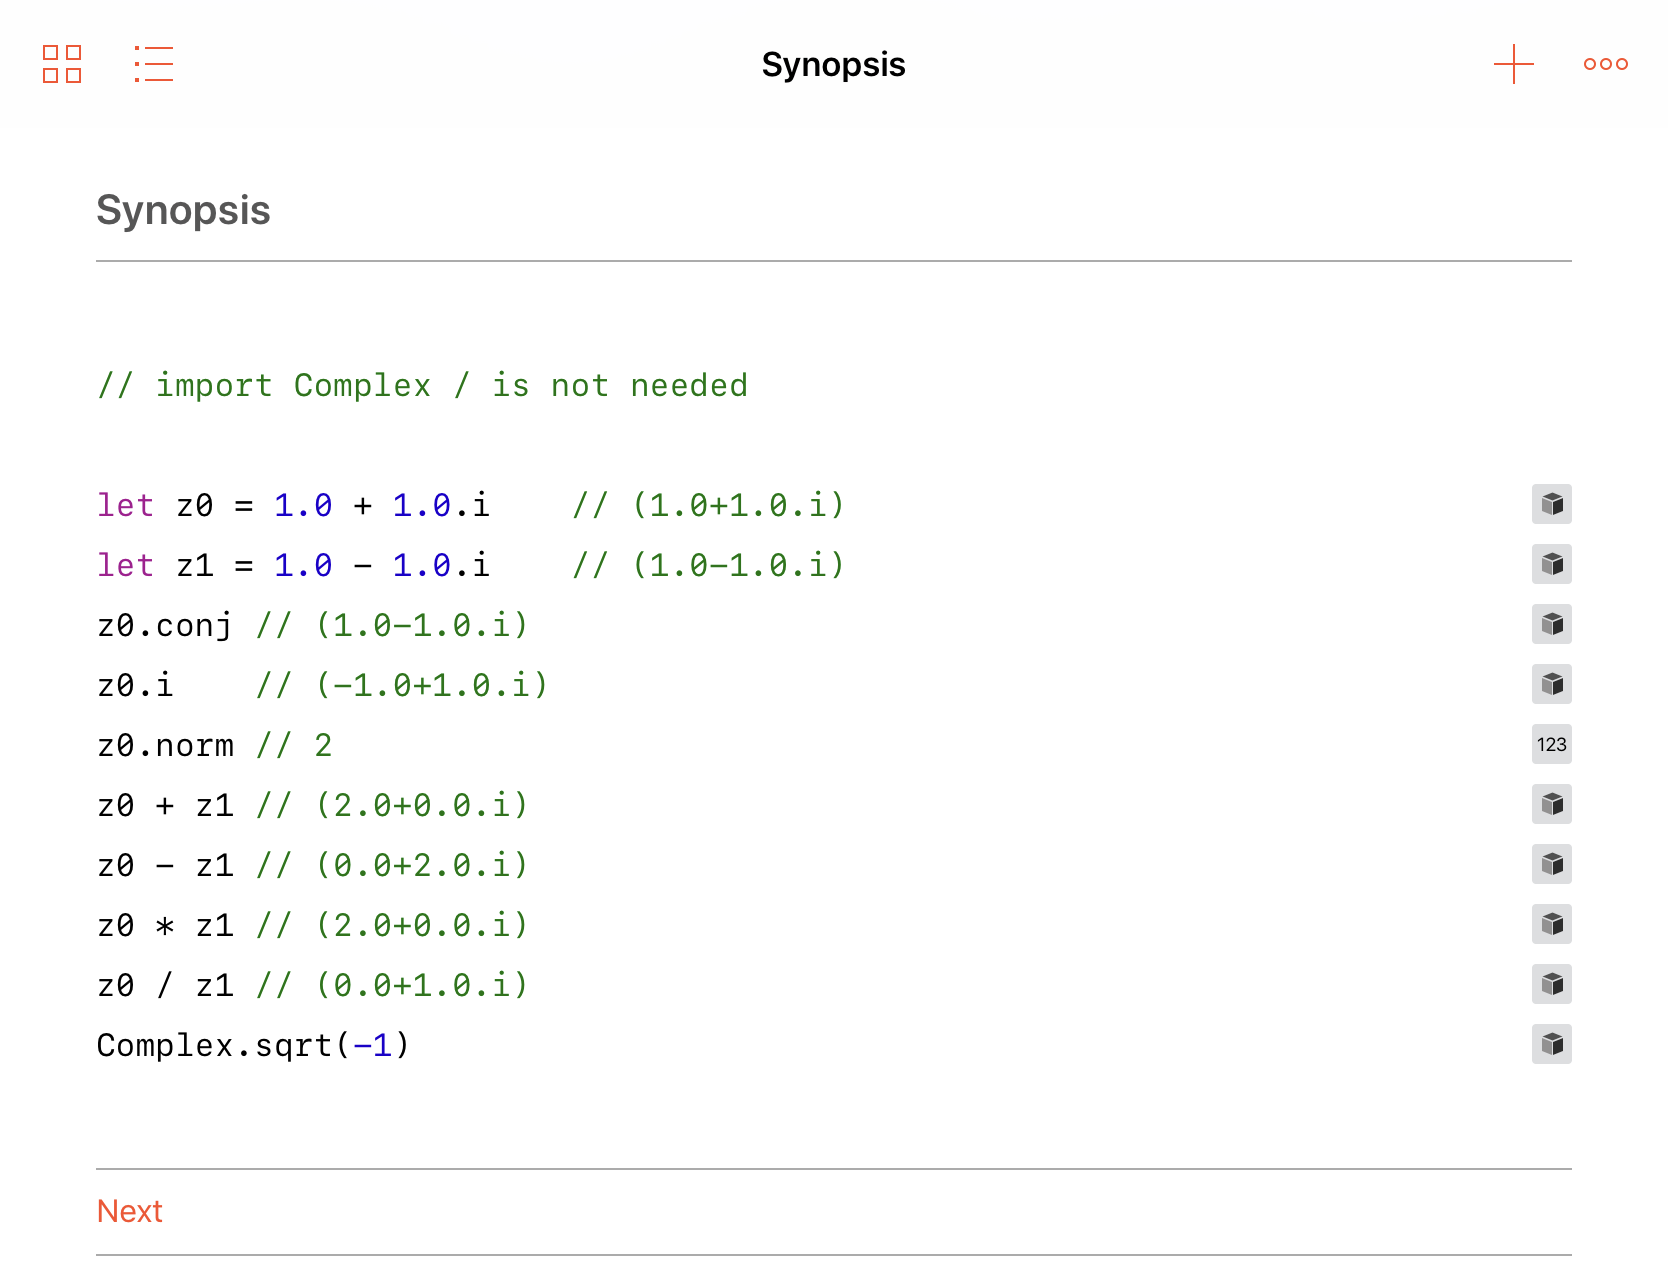 Synopsis
Synopsis
// import Complex / is not needed
let z0 = 1.0 + 1.0.i    // (1.0+1.0.i)
let z1 = 1.0 - 1.0.i    // (1.0-1.0.i)
z0.conj // (1.0-1.0.i)
z0.i    // (-1.0+1.0.i)
z0.norm // 2
123
z0 + z1 // (2.0+0.0.i)
z0 - z1 // (0.0+2.0.i)
z0 * z1 // (2.0+0.0.i)
z0 / z1 // (0.0+1.0.i)
Complex.sqrt(-1)
Next